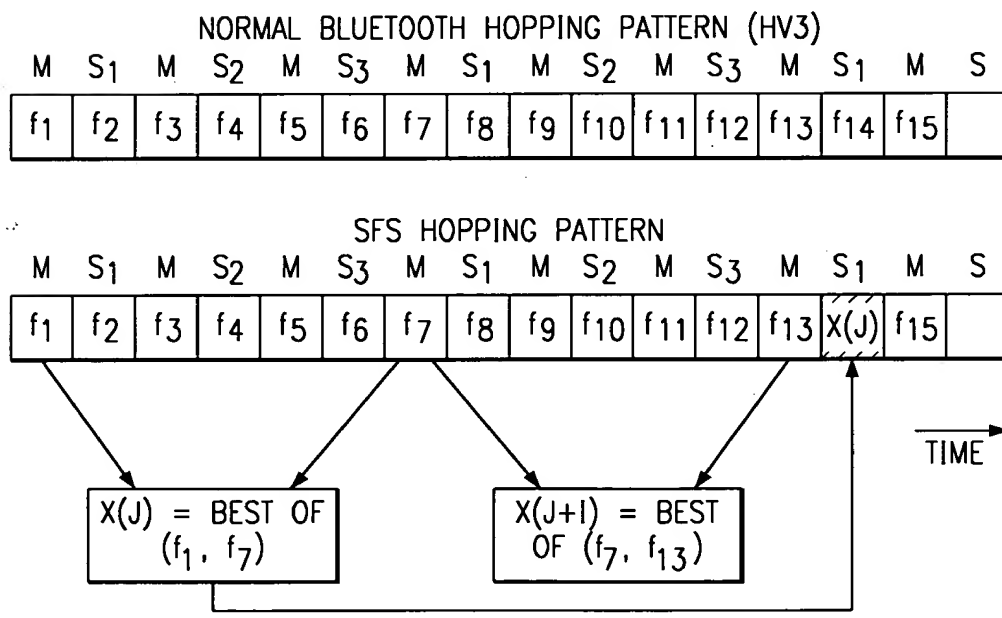 NORMAL BLUETOOTH HOPPING PATTERN (HV3)
M S1 M S2 M S3 M S1 M S2 M S3 M S1 M S
f1 f2 f3 f4 f5 f6 f7 f8 f9 f10 f11 f12 f13 f14 f15
SFS HOPPING PATTERN
M S1 M S2 M S3 M S1 M S2 M S3 M S1 M S
f1 f2 f3 f4 f5 f6 f7 f8 f9 f10 f11 f12 f13 X(J) f15
TIME
X(J) = BEST OF
(f1, f7)
X(J+I) = BEST
OF (f7, f13)